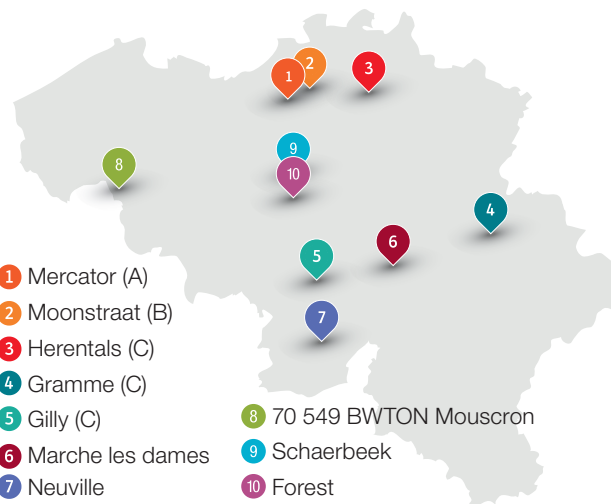 1
2
3
9
10
8
4
6
5
7
1 Mercator (A)
2 Moonstraat (B)
3 Herentals (C)
4 Gramme (C)
5 Gilly (C)
6 Marche les dames
7 Neuville
8 70 549 BWTON Mouscron
9 Schaerbeek
10 Forest